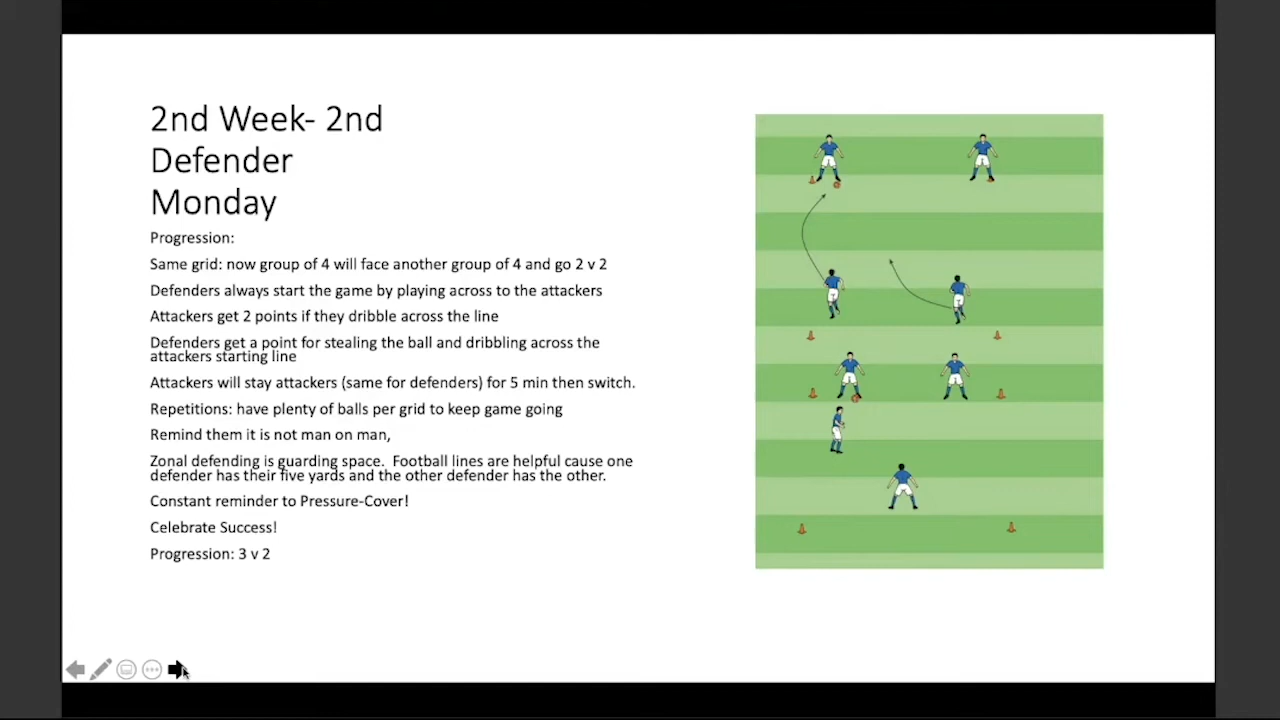 2nd Week- 2nd
Defender
Monday
Progression:
Same grid: now group of 4 will face another group of 4 and go 2 v 2
Defenders always start the game by playing across to the attackers
Attackers get 2 points if they dribble across the line
Defenders get a point for stealing the ball and dribbling across the
attackers starting line
Attackers will stay attackers (same for defenders) for 5 min then switch.
Repetitions: have plenty of balls per grid to keep game going
Remind them it is not man on man,
Zonal defending is guarding space.  Football lines are helpful cause one
defender has their five yards and the other defender has the other.
Constant reminder to Pressure-Cover!
Celebrate Success!
Progression: 3 v 2